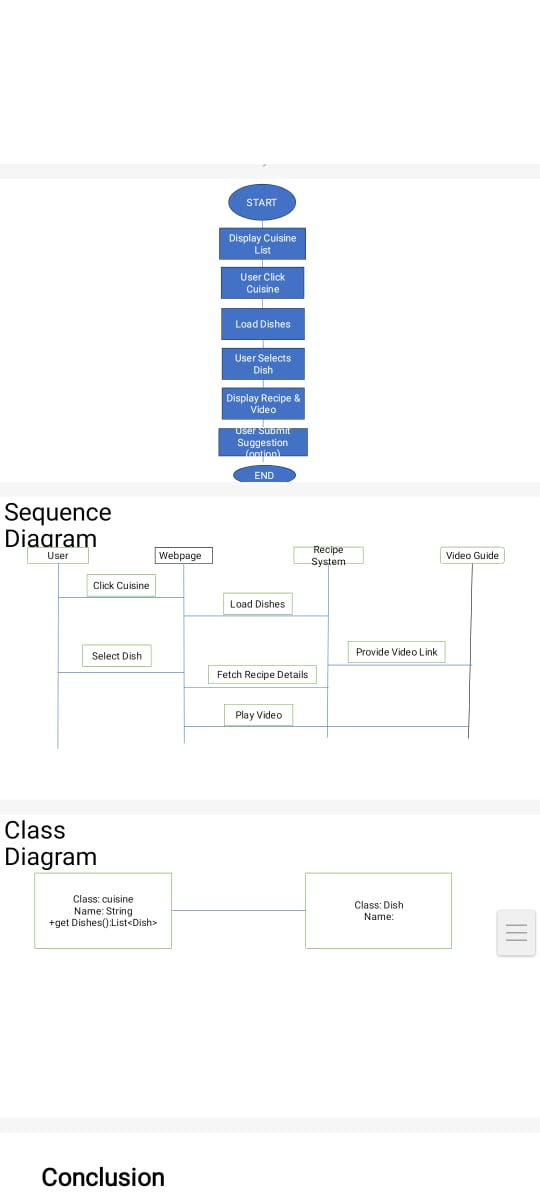 START
Display Cuisine
List
User Click
Cuisine
Load Dishes
User Selects
Dish
Display Recipe &
Video
User Submit
Suggestion
(option)
END
Sequence
Diagram
User
Webpage
Recipe
System
Video Guide
Click Cuisine
Load Dishes
Select Dish
Provide Video Link
Fetch Recipe Details
Play Video
Class
Diagram
Class: cuisine
Name: String
+get Dishes():List<Dish>
Class: Dish
Name:
Conclusion